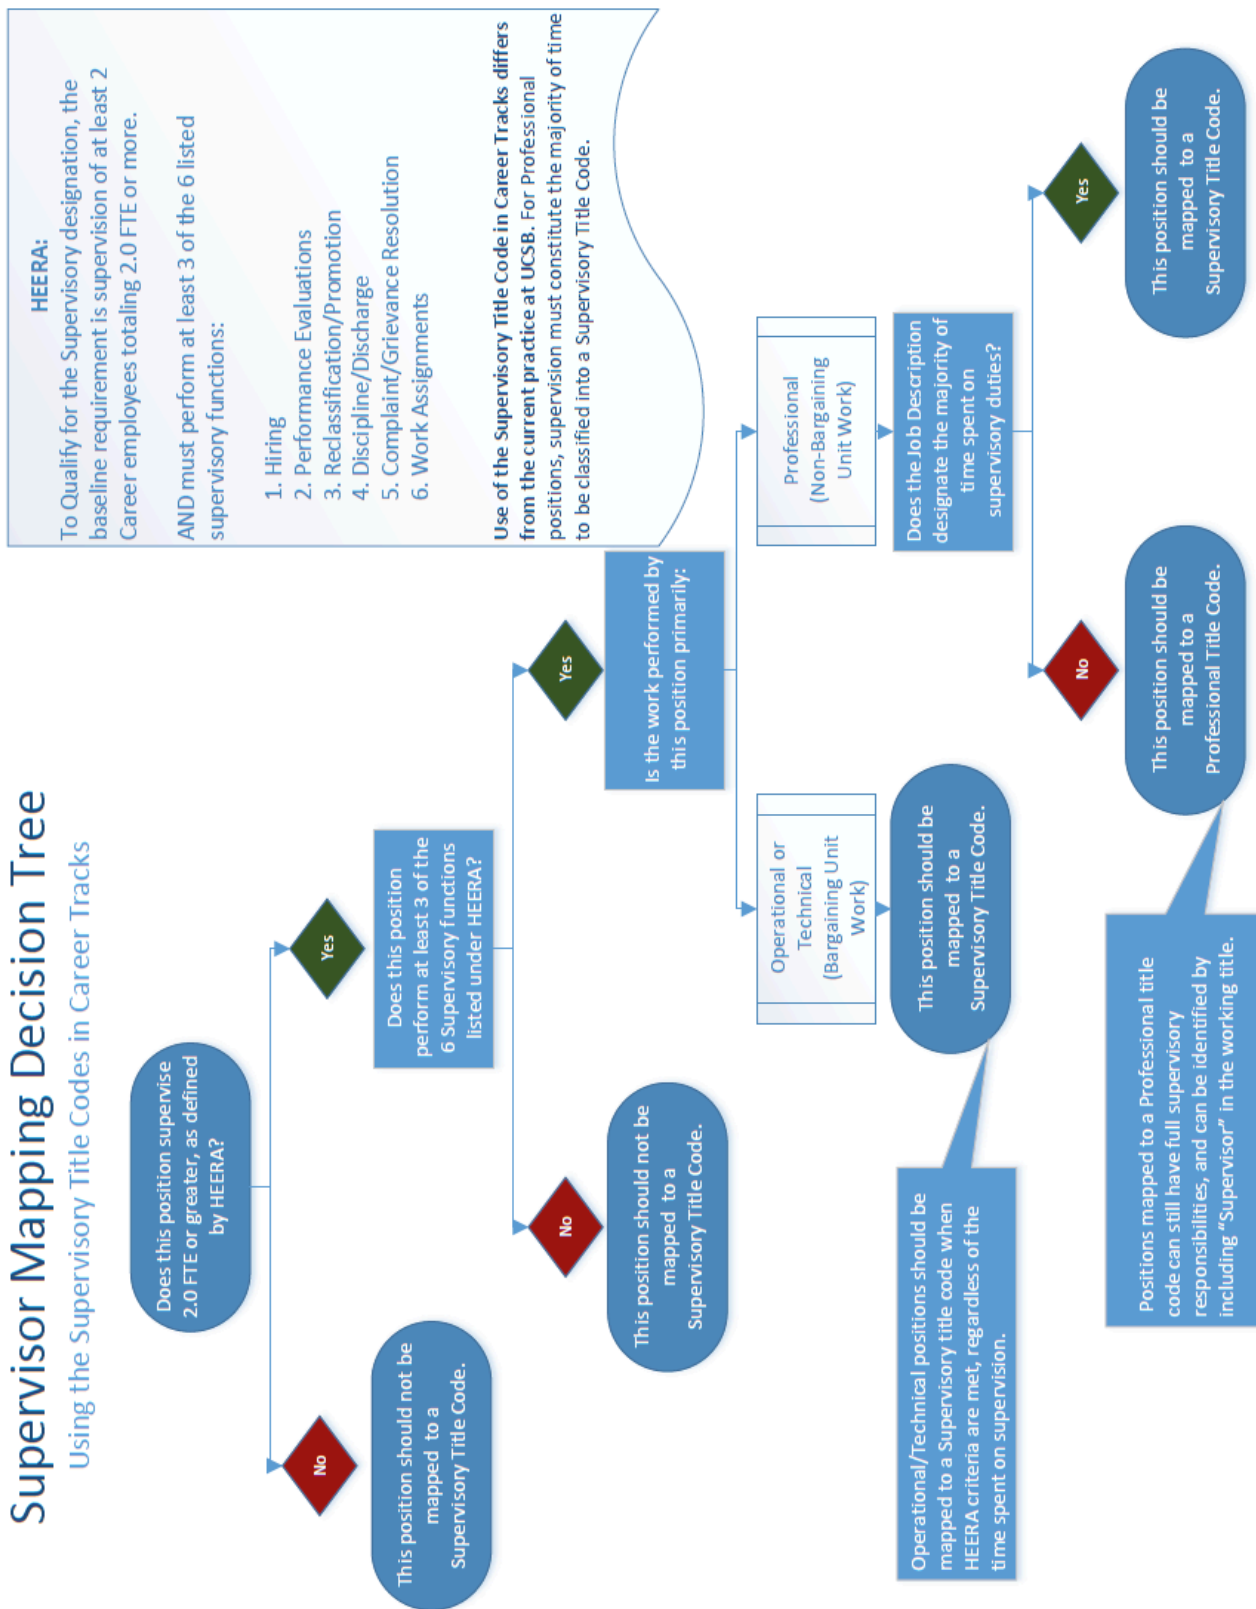 Supervisor Mapping Decision Tree
Using the Supervisory Title Codes in Career Tracks
HEERA:
To Qualify for the Supervisory designation, the
baseline requirement is supervision of at least 2
Career employees totaling 2.0 FTE or more.
AND must perform at least 3 of the 6 listed
supervisory functions:
1. Hiring
2. Performance Evaluations
3. Reclassification/Promotion
4. Discipline/Discharge
5. Complaint/Grievance Resolution
6. Work Assignments
Use of the Supervisory Title Code in Career Tracks differs
from the current practice at UCSB. For Professional
positions, supervision must constitute the majority of time
to be classified into a Supervisory Title Code.
Does this position supervise
2.0 FTE or greater, as defined
by HEERA?
No
Yes
This position should not be
mapped to a
Supervisory Title Code.
Does this position
perform at least 3 of the
6 Supervisory functions
listed under HEERA?
No
Yes
This position should not be
mapped to a
Supervisory Title Code.
Is the work performed by
this position primarily:
Operational or
Technical
(Bargaining Unit
Work)
Professional
(Non-Bargaining
Unit Work)
This position should be
mapped to a
Supervisory Title Code.
Does the Job Description
designate the majority of
time spent on
supervisory duties?
Operational/Technical positions should be
mapped to a Supervisory title code when
HEERA criteria are met, regardless of the
time spent on supervision.
No
Yes
This position should be
mapped to a
Professional Title Code.
This position should be
mapped to a
Supervisory Title Code.
Positions mapped to a Professional title
code can still have full supervisory
responsibilities, and can be identified by
including “Supervisor” in the working title.